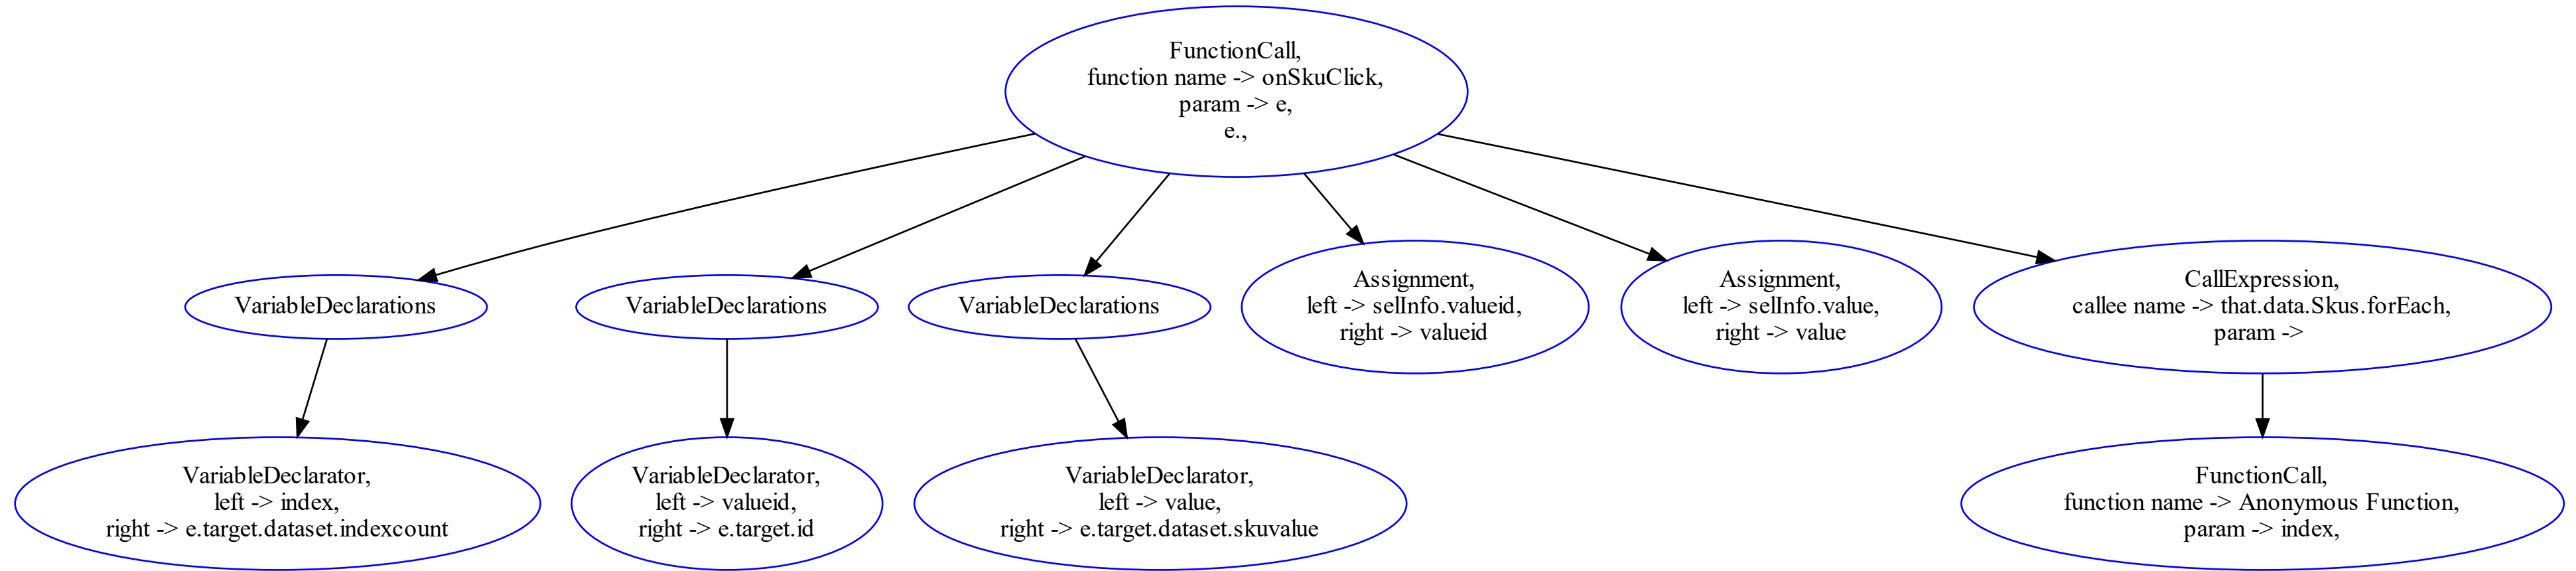 FunctionCall,
function name -> onSkuClick,
param -> e,
e.,
VariableDeclarations
VariableDeclarations
VariableDeclarations
Assignment,
left -> selInfo.valueid,
right -> valueid
Assignment,
left -> selInfo.value,
right -> value
CallExpression,
callee name -> that.data.Skus.forEach,
param ->
VariableDeclarator,
left -> index,
right -> e.target.dataset.indexcount
VariableDeclarator,
left -> valueid,
right -> e.target.id
VariableDeclarator,
left -> value,
right -> e.target.dataset.skuvalue
FunctionCall,
function name -> Anonymous Function,
param -> index,